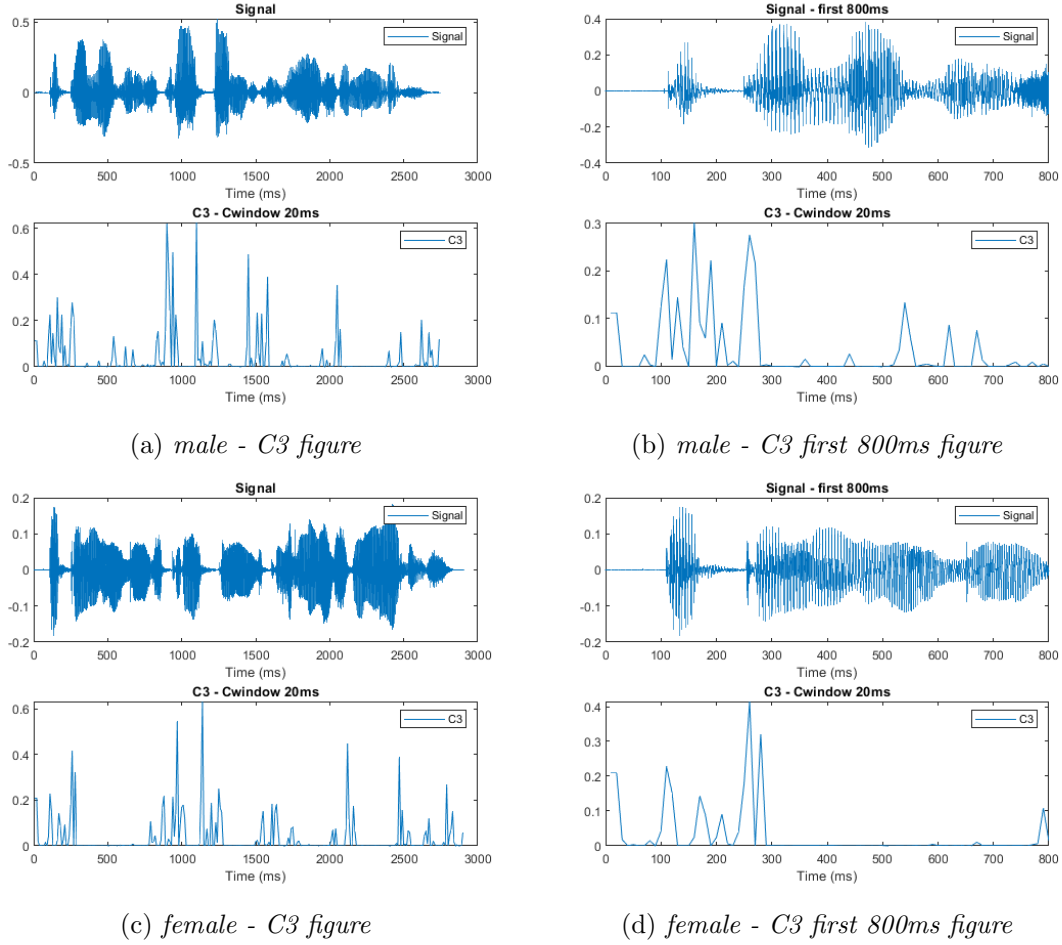 Signal
Signal
0.5
0
-0.5
0 500 1000 1500 2000 2500 3000
Time (ms)
C3 - Cwindow 20ms
C3
0.6
0.4
0.2
0
0 500 1000 1500 2000 2500 3000
Time (ms)
(a) male - C3 figure
Signal - first 800ms
Signal
0.4
0.2
0
-0.2
-0.4
0 100 200 300 400 500 600 700 800
Time (ms)
C3 - Cwindow 20ms
C3
0.3
0.2
0.1
0
0 100 200 300 400 500 600 700 800
Time (ms)
(b) male - C3 first 800ms figure
Signal
Signal
0.2
0.1
0
-0.1
-0.2
0 500 1000 1500 2000 2500 3000
Time (ms)
C3 - Cwindow 20ms
C3
0.6
0.4
0.2
0
0 500 1000 1500 2000 2500 3000
Time (ms)
(c) female - C3 figure
Signal - first 800ms
Signal
0.2
0.1
0
-0.1
-0.2
0 100 200 300 400 500 600 700 800
Time (ms)
C3 - Cwindow 20ms
C3
0.4
0.3
0.2
0.1
0
0 100 200 300 400 500 600 700 800
Time (ms)
(d) female - C3 first 800ms figure